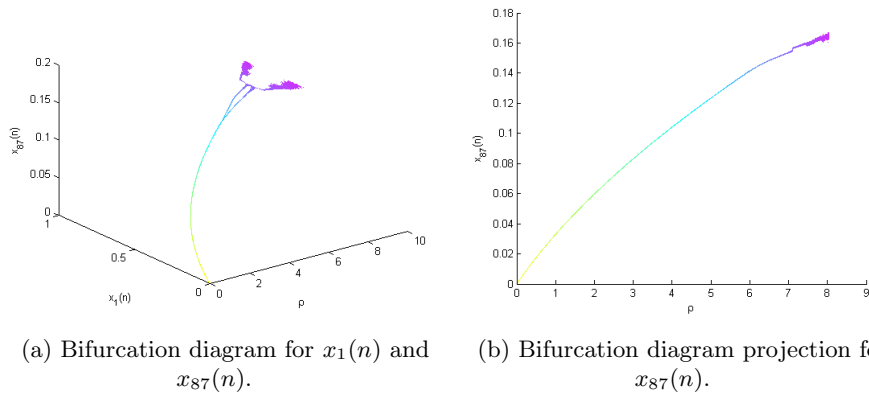 0.2
0.15
0.1
0.05
0
1
0.5
0
x87(n)
x1(n)
0
2
4
6
8
10
ρ
0.18
0.16
0.14
0.12
0.1
0.08
0.06
0.04
0.02
0
x87(n)
0 1 2 3 4 5 6 7 8 9
ρ
(a) Bifurcation diagram for x1(n) and
x87(n).
(b) Bifurcation diagram projection fo
x87(n).